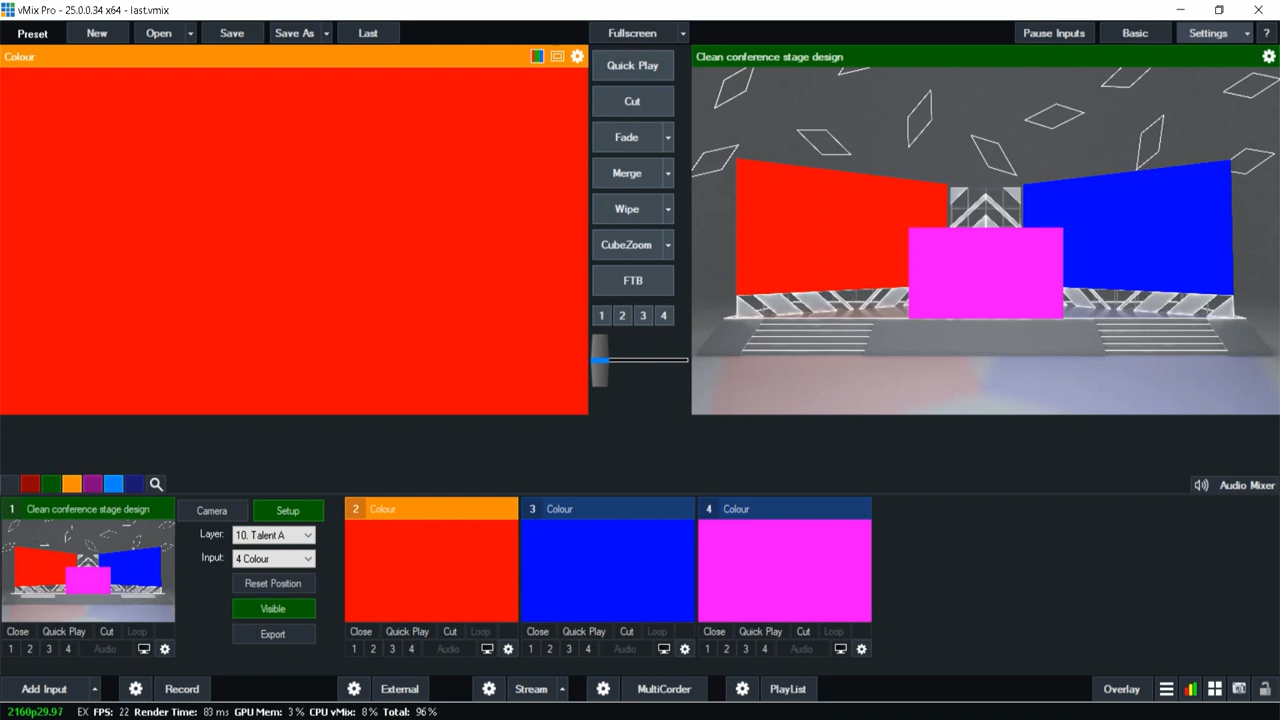 vMix Pro - 25.0.0.34 x64 - last.vmix
Preset New Open Save Save As Last Fullscreen Pause Inputs Basic Settings ?
Colour
Quick Play
Cut
Fade
Merge
Wipe
CubeZoom
FTB
1 2 3 4
Clean conference stage design
Audio Mixer
1 Clean conference stage design
Close Quick Play Cut Loop
1 2 3 4 Audio
Camera Setup
Layer: 10. Talent A
Input: 4 Colour
Reset Position
Visible
Export
2 Colour
Close Quick Play Cut Loop
1 2 3 4 Audio
3 Colour
Close Quick Play Cut Loop
1 2 3 4 Audio
4 Colour
Close Quick Play Cut Loop
1 2 3 4 Audio
Add Input Record External Stream MultiCorder PlayList Overlay
2160p29.97 EX FPS: 22 Render Time: 83 ms GPU Mem: 3 % CPU vMix: 8 % Total: 96 %